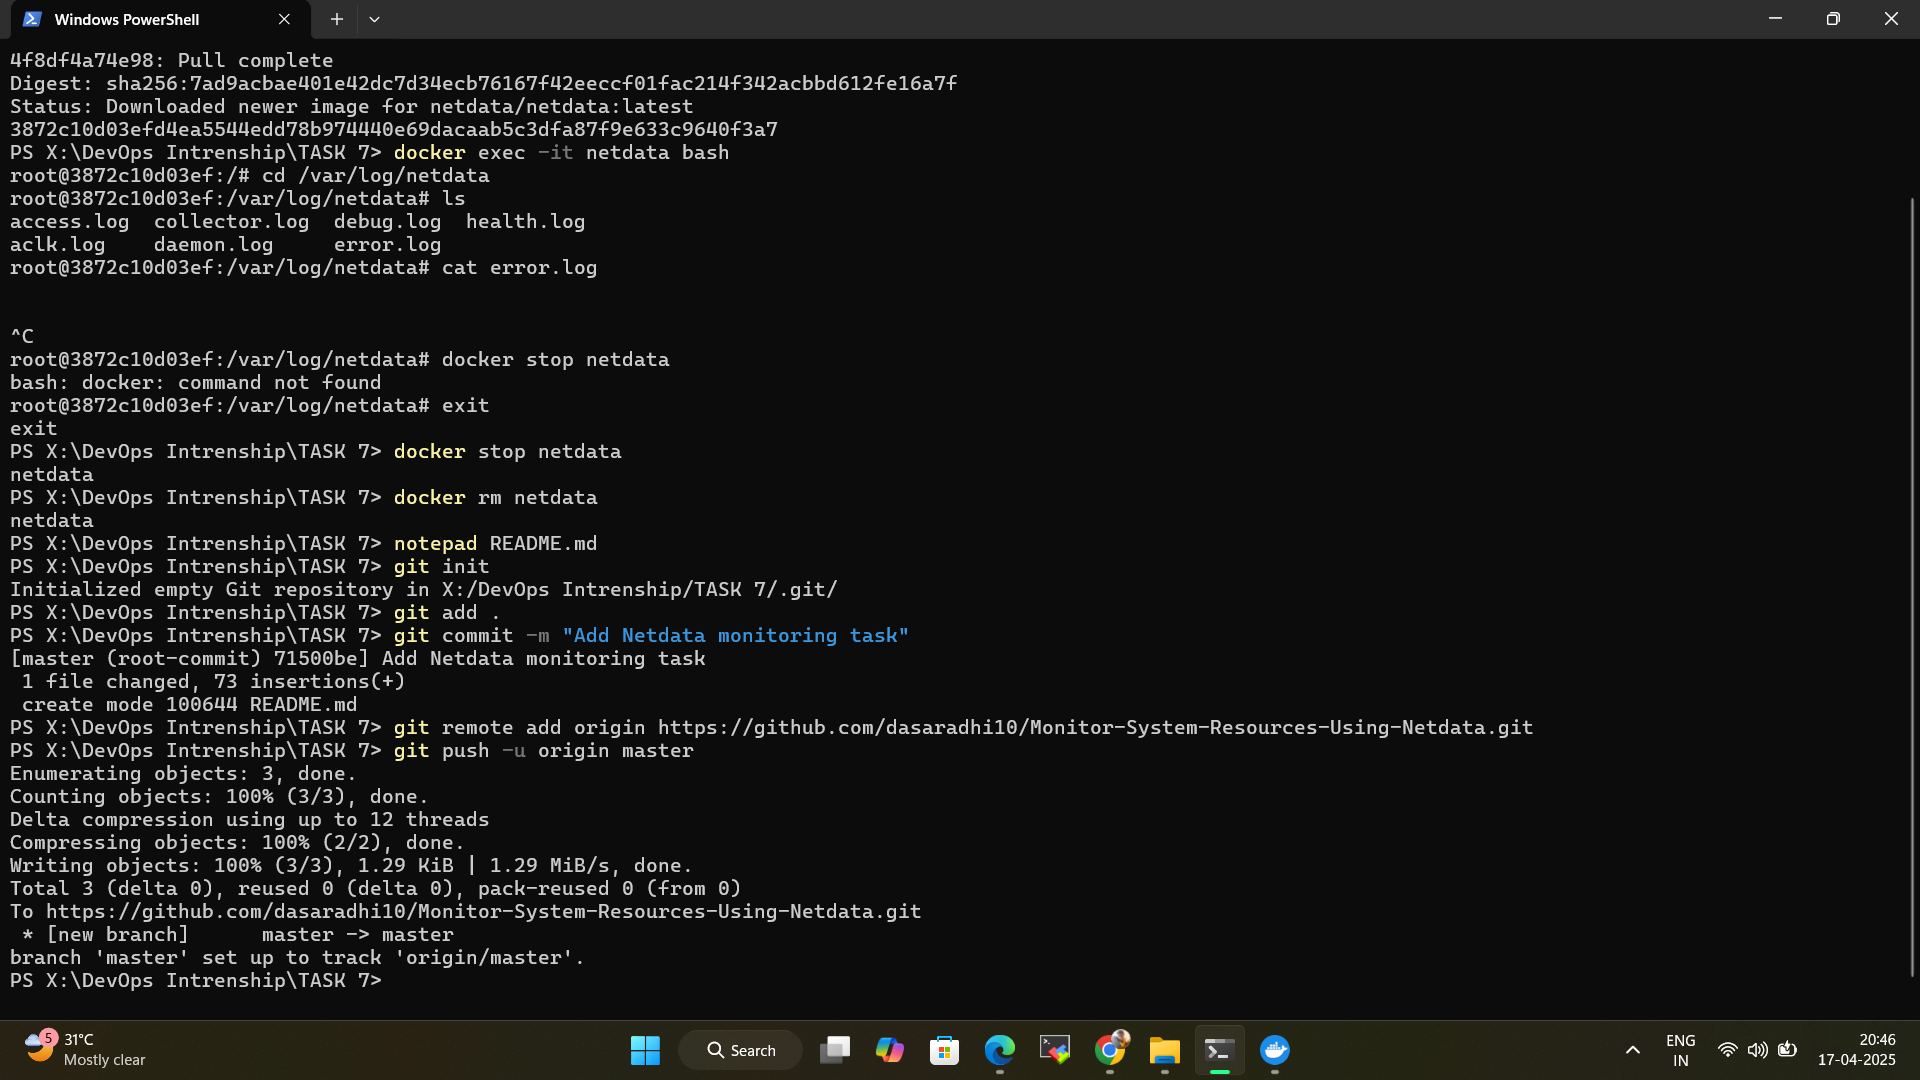 Windows PowerShell
4f8df4a74e98: Pull complete
Digest: sha256:7ad9acbae401e42dc7d34ecb76167f42eeccf01fac214f342acbbd612fe16a7f
Status: Downloaded newer image for netdata/netdata:latest
3872c10d03efd4ea5544edd78b974440e69dacaab5c3dfa87f9e633c9640f3a7
PS X:\DevOps Intrenship\TASK 7> docker exec -it netdata bash
root@3872c10d03ef:/# cd /var/log/netdata
root@3872c10d03ef:/var/log/netdata# ls
access.log  collector.log  debug.log  health.log
aclk.log    daemon.log     error.log
root@3872c10d03ef:/var/log/netdata# cat error.log
^C
root@3872c10d03ef:/var/log/netdata# docker stop netdata
bash: docker: command not found
root@3872c10d03ef:/var/log/netdata# exit
exit
PS X:\DevOps Intrenship\TASK 7> docker stop netdata
netdata
PS X:\DevOps Intrenship\TASK 7> docker rm netdata
netdata
PS X:\DevOps Intrenship\TASK 7> notepad README.md
PS X:\DevOps Intrenship\TASK 7> git init
Initialized empty Git repository in X:/DevOps Intrenship/TASK 7/.git/
PS X:\DevOps Intrenship\TASK 7> git add .
PS X:\DevOps Intrenship\TASK 7> git commit -m "Add Netdata monitoring task"
[master (root-commit) 71500be] Add Netdata monitoring task
 1 file changed, 73 insertions(+)
 create mode 100644 README.md
PS X:\DevOps Intrenship\TASK 7> git remote add origin https://github.com/dasaradhi10/Monitor-System-Resources-Using-Netdata.git
PS X:\DevOps Intrenship\TASK 7> git push -u origin master
Enumerating objects: 3, done.
Counting objects: 100% (3/3), done.
Delta compression using up to 12 threads
Compressing objects: 100% (2/2), done.
Writing objects: 100% (3/3), 1.29 KiB | 1.29 MiB/s, done.
Total 3 (delta 0), reused 0 (delta 0), pack-reused 0 (from 0)
To https://github.com/dasaradhi10/Monitor-System-Resources-Using-Netdata.git
 * [new branch]      master -> master
branch 'master' set up to track 'origin/master'.
PS X:\DevOps Intrenship\TASK 7>
5
31°C
Mostly clear
Search
ENG
IN
20:46
17-04-2025